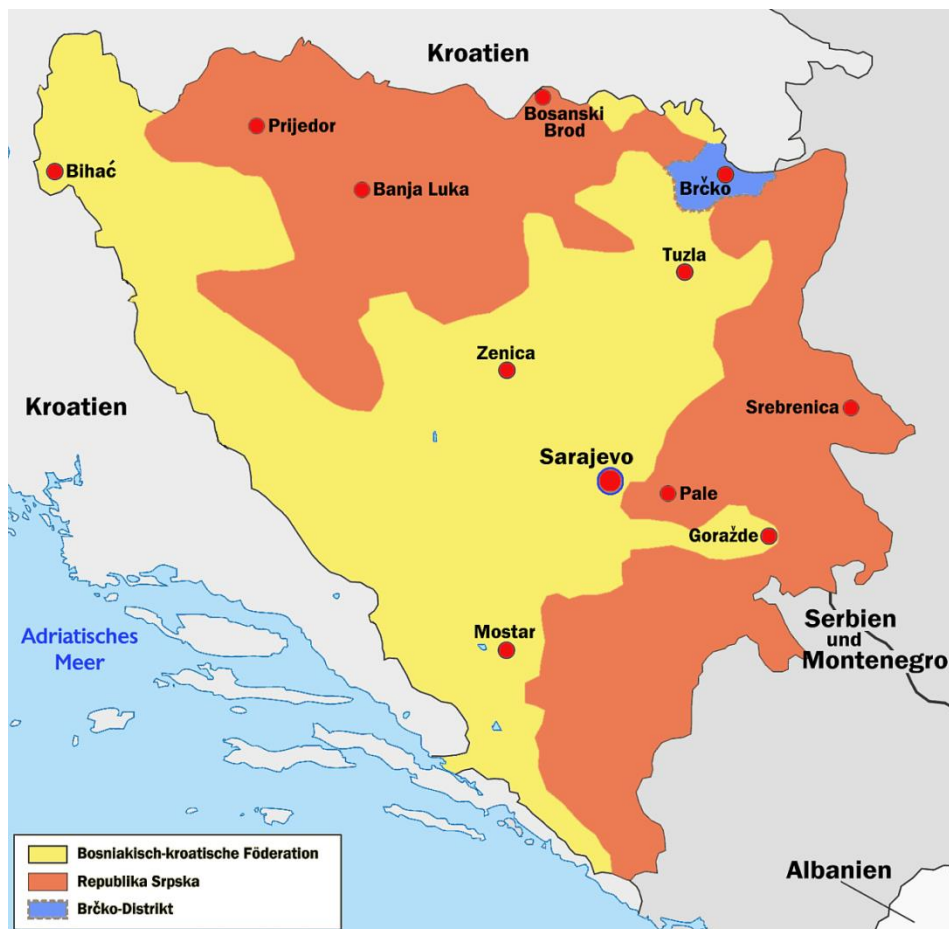 Kroatien
Bosanski
Brod
Prijedor
Bihać
Banja Luka
Brčko
Tuzla
Zenica
Kroatien
Srebrenica
Sarajevo
Pale
Goražde
Adriatisches
Meer
Mostar
Serbien
und
Montenegro
Albanien
Bosniakisch-kroatische Föderation
Republika Srpska
Brčko-Distrikt